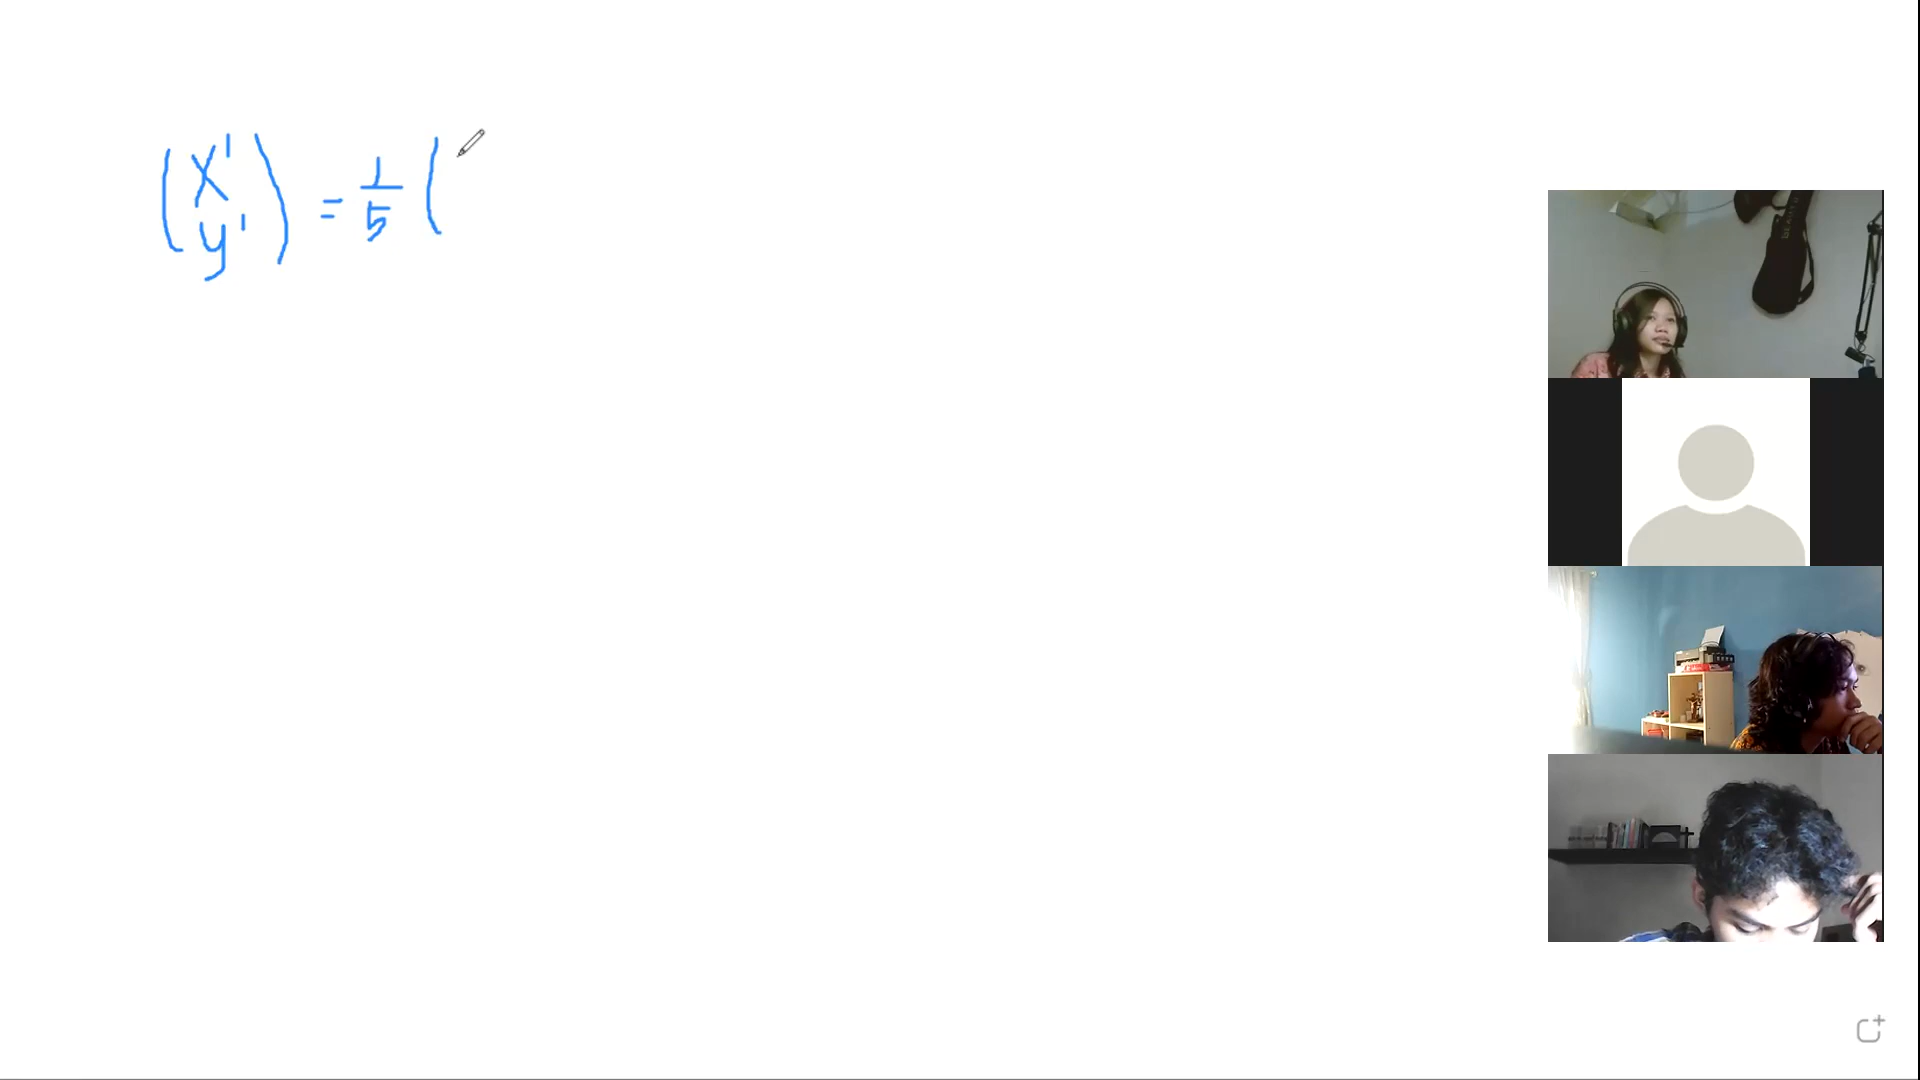 (x' y') = 1/5 (